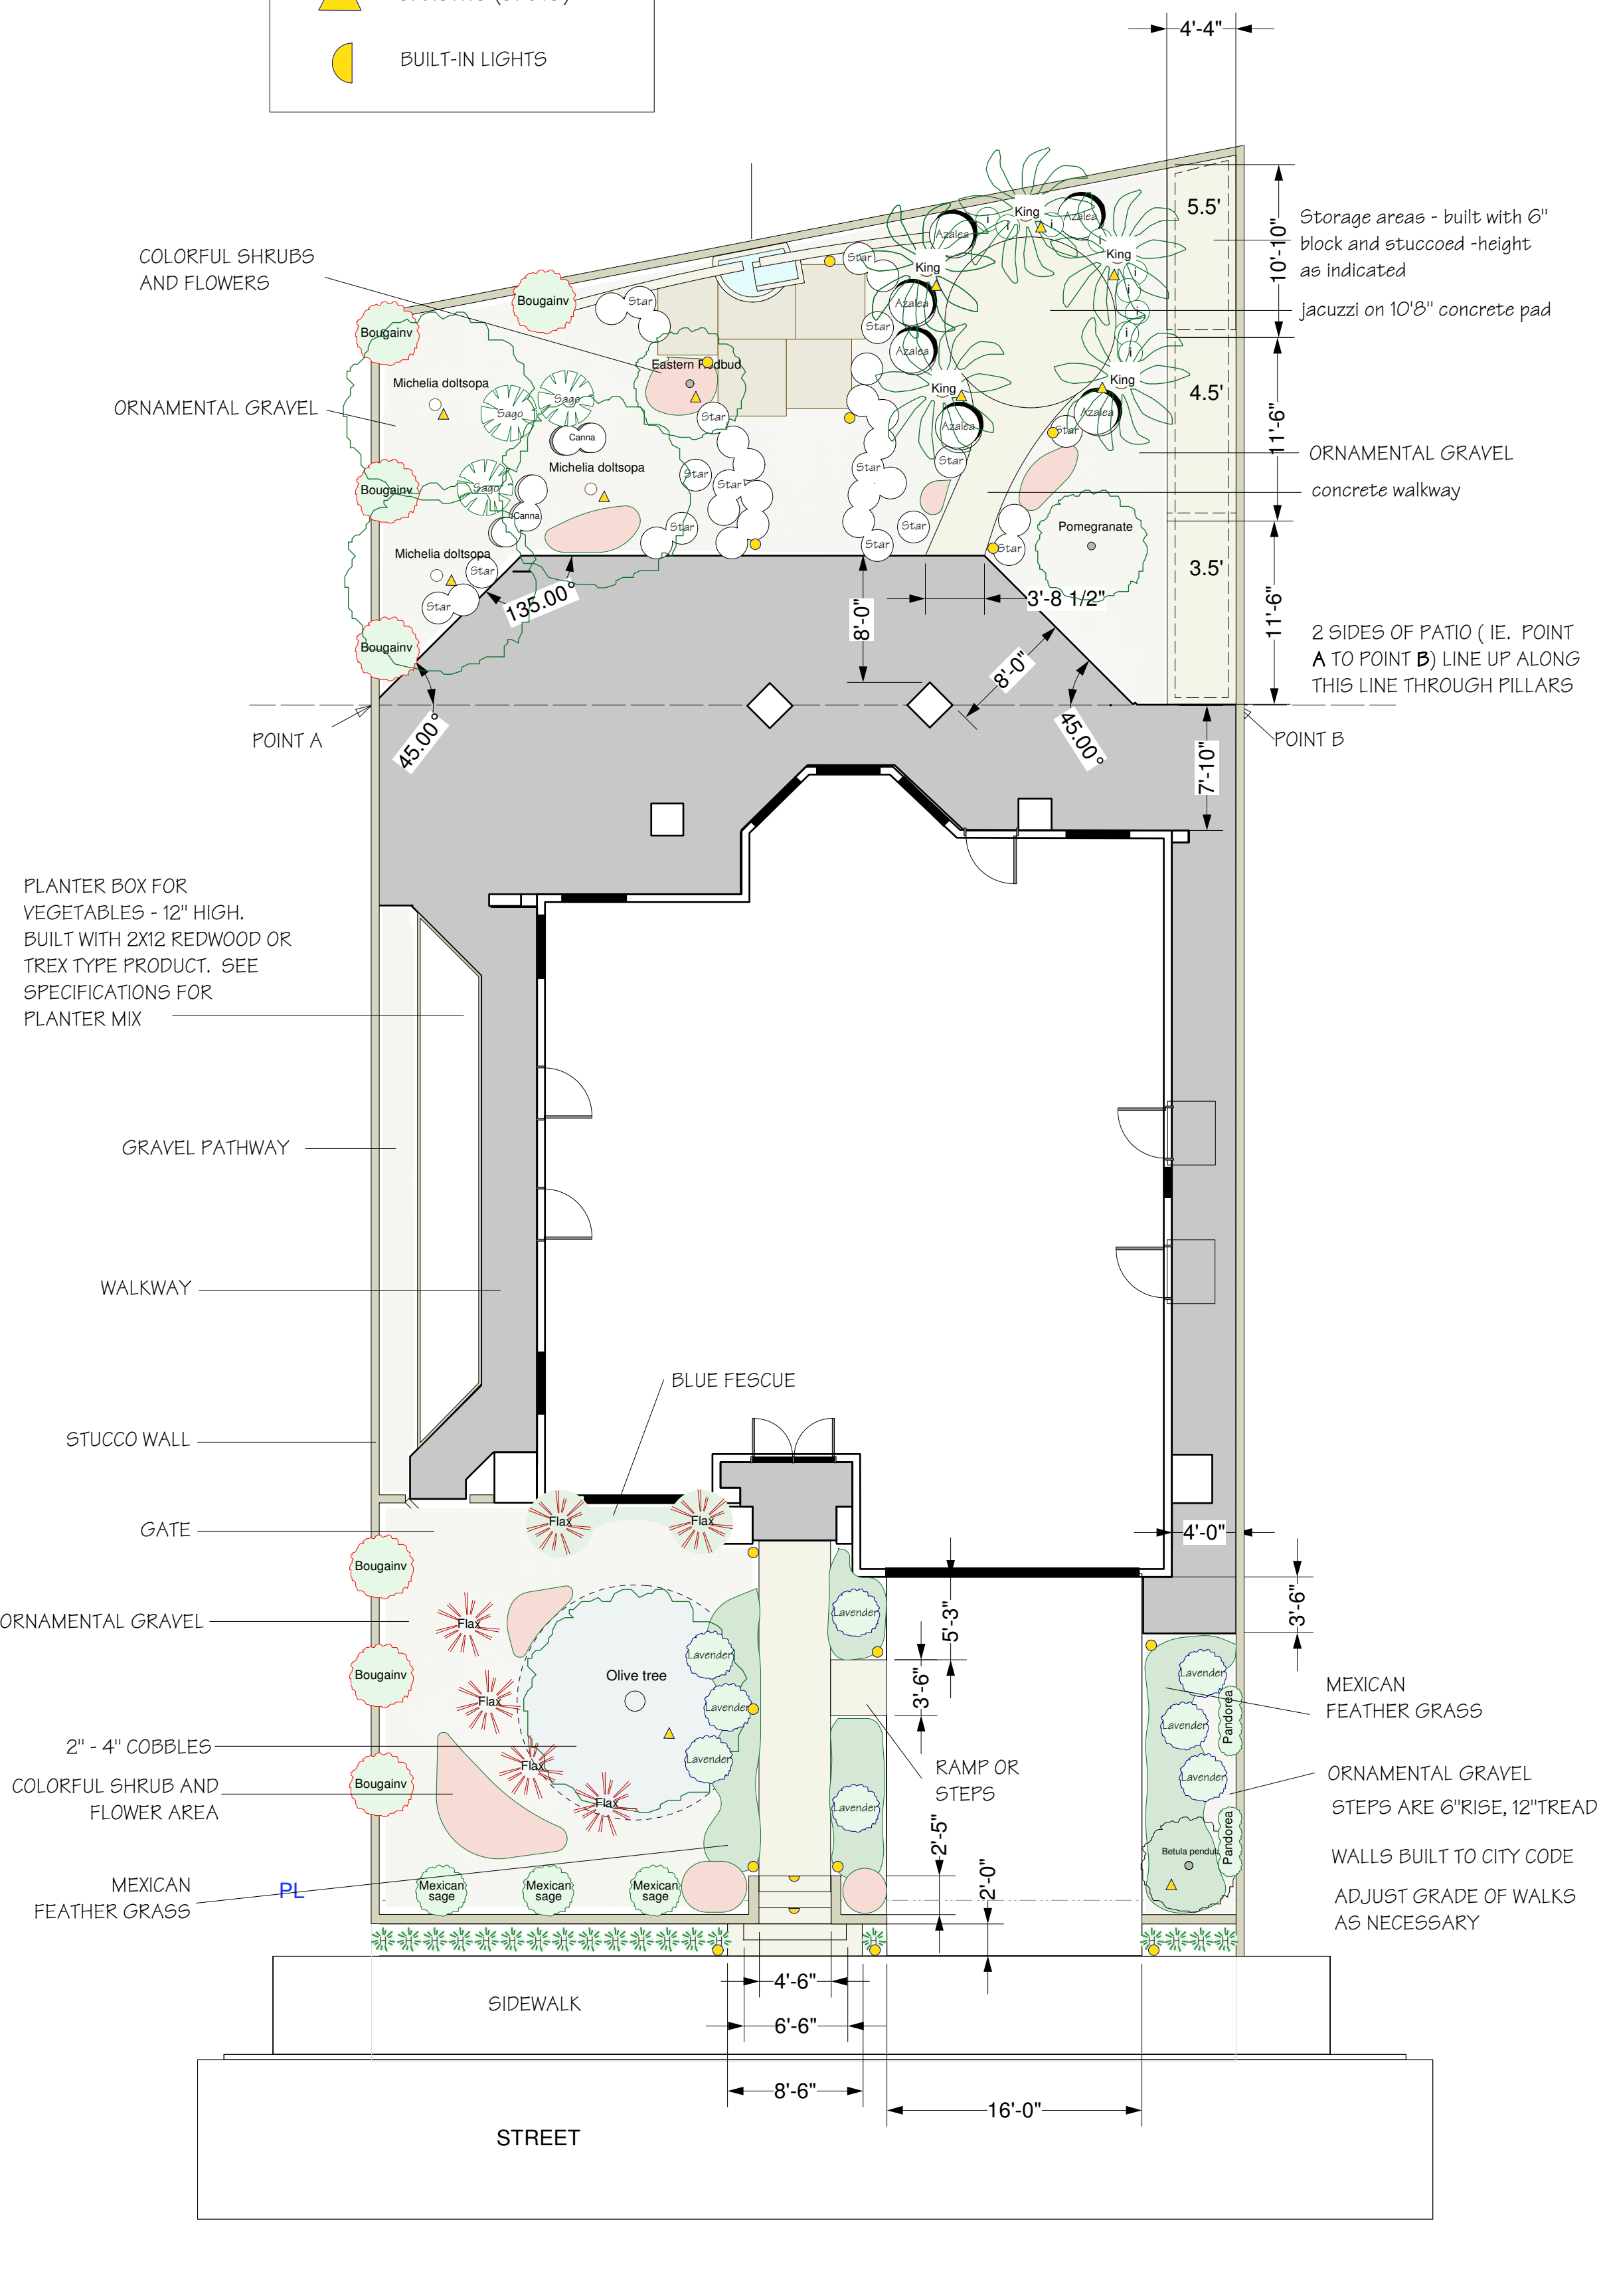 BUILT-IN LIGHTS
4'-4"
5.5'
10'-10"
Storage areas - built with 6"
block and stuccoed -height
as indicated
jacuzzi on 10'8" concrete pad
COLORFUL SHRUBS
AND FLOWERS
King
Azalea
Azalea
King
King
Star
Star
Bougainv
Bougainv
Azalea
Star
Azalea
Eastern Redbud
Michelia doltsopa
Sago
Sago
King
King
4.5'
11'-6"
ORNAMENTAL GRAVEL
Star
Azalea
Azalea
Star
Canna
ORNAMENTAL GRAVEL
Michelia doltsopa
Star
Star
Star
Star
concrete walkway
Bougainv
Sago
Canna
Star
Star
Pomegranate
Star
Star
Michelia doltsopa
Star
Star
3.5'
11'-6"
135.00°
8'-0"
3'-8 1/2"
2 SIDES OF PATIO ( IE. POINT
A TO POINT B) LINE UP ALONG
THIS LINE THROUGH PILLARS
Bougainv
8'-0"
POINT A
45.00°
45.00°
POINT B
7'-10"
PLANTER BOX FOR
VEGETABLES - 12" HIGH.
BUILT WITH 2X12 REDWOOD OR
TREX TYPE PRODUCT. SEE
SPECIFICATIONS FOR
PLANTER MIX
GRAVEL PATHWAY
WALKWAY
BLUE FESCUE
STUCCO WALL
GATE
Flax
Flax
4'-0"
Bougainv
3'-6"
ORNAMENTAL GRAVEL
Flax
Lavender
5'-3"
Bougainv
Olive tree
Lavender
Lavender
3'-6"
MEXICAN
FEATHER GRASS
Flax
Lavender
Lavender
Pandorea
2" - 4" COBBLES
Flax
Lavender
RAMP OR
STEPS
Lavender
ORNAMENTAL GRAVEL
COLORFUL SHRUB AND
FLOWER AREA
Bougainv
Flax
Lavender
STEPS ARE 6"RISE, 12"TREAD
2'-5"
Betula pendul
Pandorea
WALLS BUILT TO CITY CODE
MEXICAN
FEATHER GRASS
PL
Mexican
sage
Mexican
sage
Mexican
sage
2'-0"
ADJUST GRADE OF WALKS
AS NECESSARY
4'-6"
SIDEWALK
6'-6"
8'-6"
16'-0"
STREET